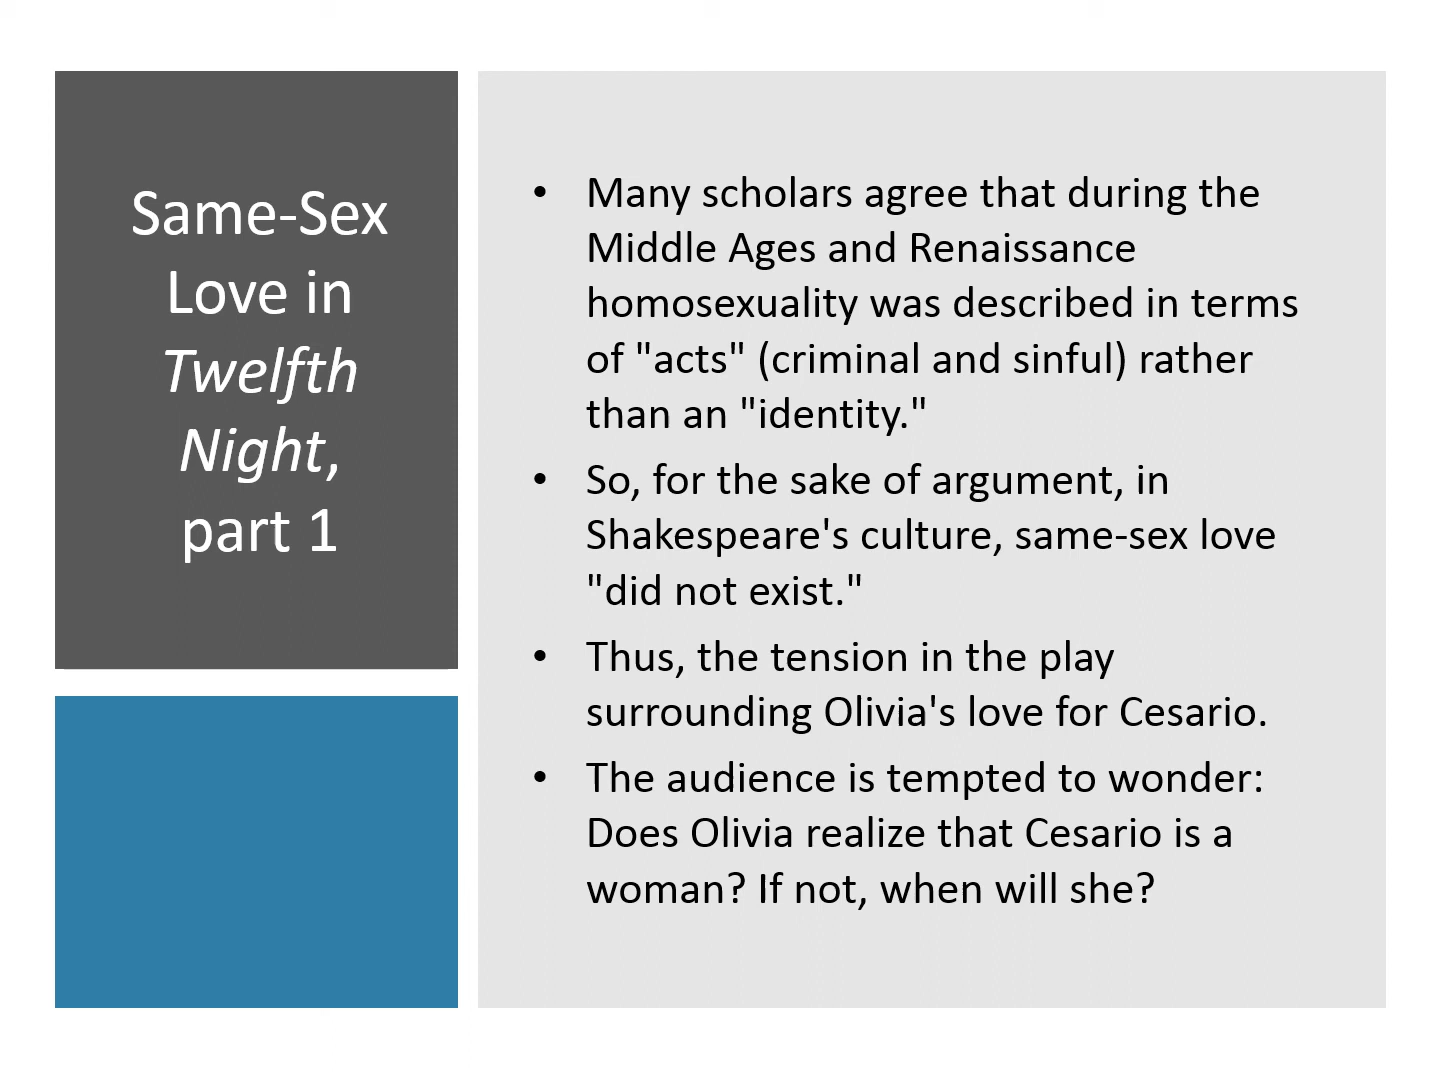 Same-Sex
Love in
Twelfth
Night,
part 1
• Many scholars agree that during the
Middle Ages and Renaissance
homosexuality was described in terms
of "acts" (criminal and sinful) rather
than an "identity."
• So, for the sake of argument, in
Shakespeare's culture, same-sex love
"did not exist."
• Thus, the tension in the play
surrounding Olivia's love for Cesario.
• The audience is tempted to wonder:
Does Olivia realize that Cesario is a
woman? If not, when will she?